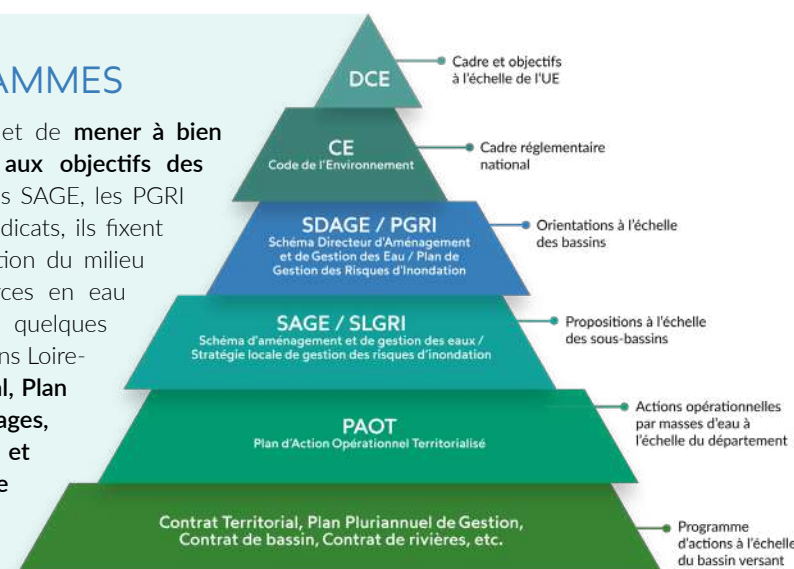 AMMES
et de mener à bien
aux objectifs des
s SAGE, les PGRI
dicats, ils fixent
tion du milieu
rces en eau
quelques
ns Loire-
l, Plan
ages,
et
e
DCE
Cadre et objectifs
à l'échelle de l'UE
CE
Code de l'Environnement
Cadre réglementaire
national
SDAGE / PGRI
Schéma Directeur d'Aménagement
et de Gestion des Eau / Plan de
Gestion des Risques d'Inondation
Orientations à l'échelle
des bassins
SAGE / SLGRI
Schéma d'aménagement et de gestion des eaux /
Stratégie locale de gestion des risques d'inondation
Propositions à l'échelle
des sous-bassins
PAOT
Plan d'Action Opérationnel Territorialisé
Actions opérationnelles
par masses d'eau à
l'échelle du département
Contrat Territorial, Plan Pluriannuel de Gestion,
Contrat de bassin, Contrat de rivières, etc.
Programme
d'actions à l'échelle
du bassin versant